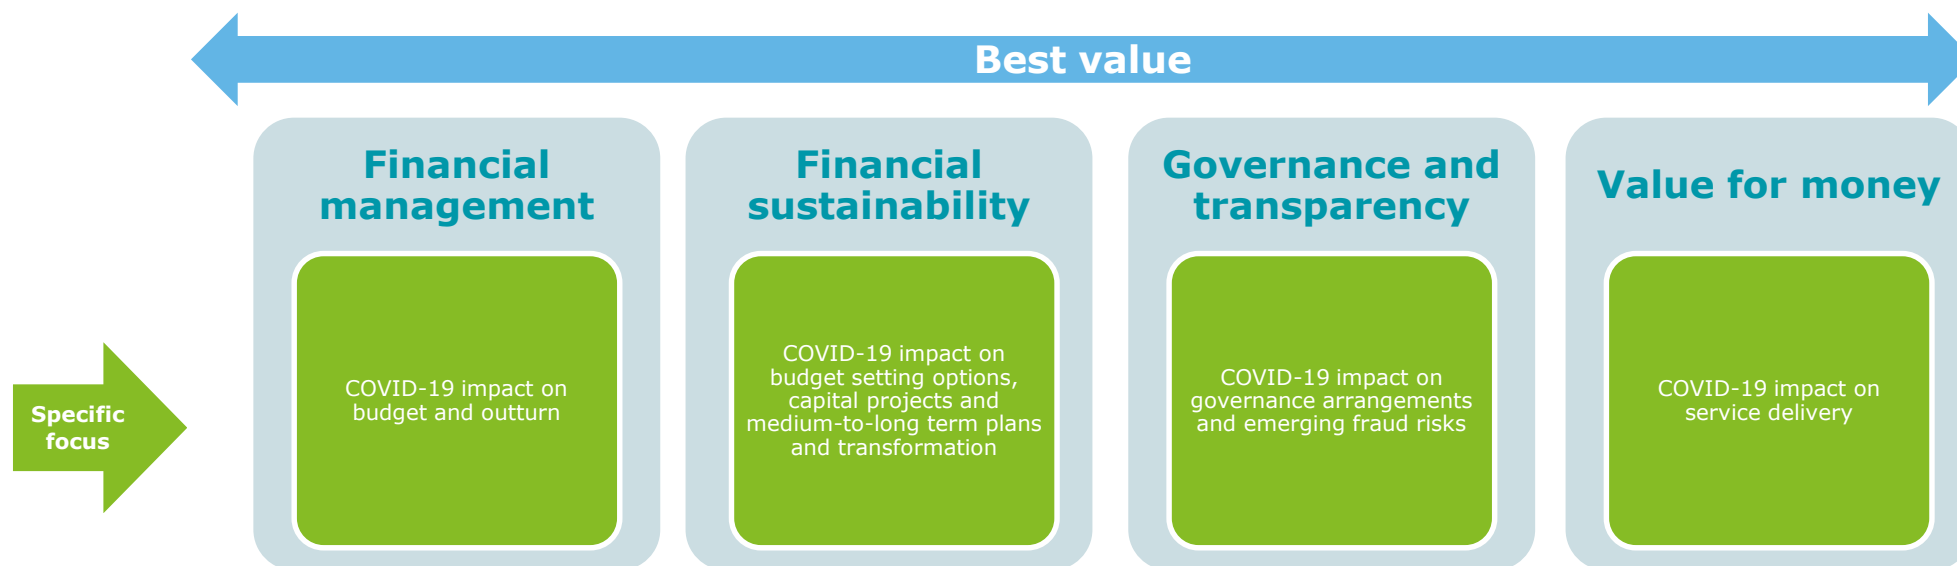 Best value
Financial
management
Financial
sustainability
Governance and
transparency
Value for money
Specific
focus
COVID-19 impact on
budget and outturn
COVID-19 impact on
budget setting options,
capital projects and
medium-to-long term plans
and transformation
COVID-19 impact on
governance arrangements
and emerging fraud risks
COVID-19 impact on
service delivery